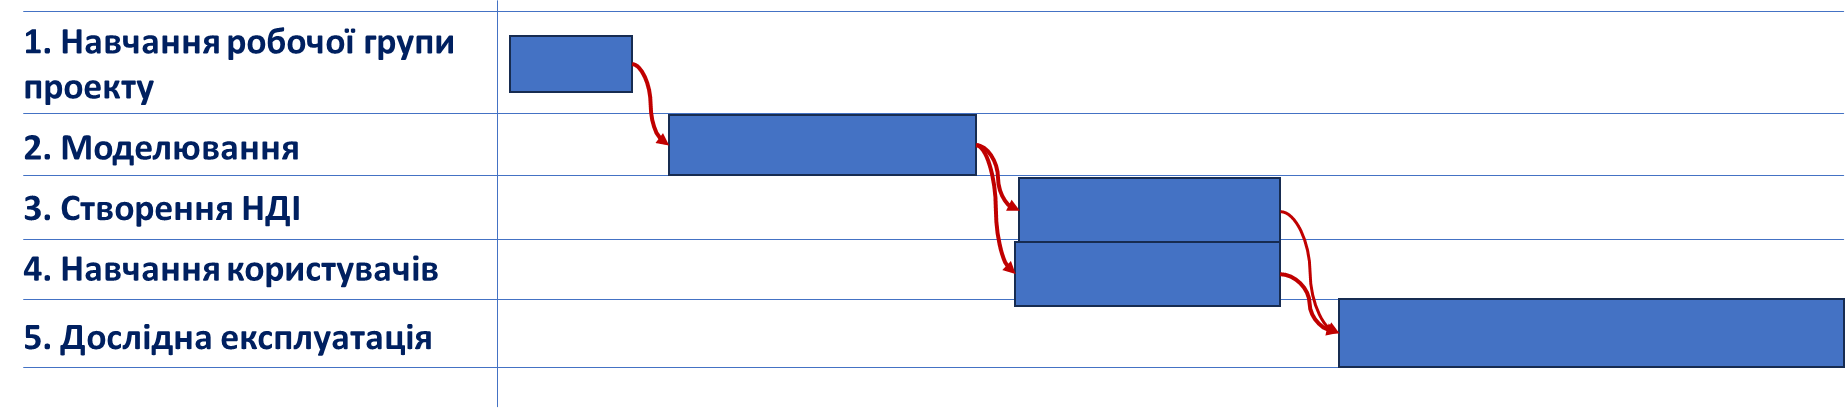 1. Навчання робочої групи
проекту
2. Моделювання
3. Створення НДІ
4. Навчання користувачів
5. Дослідна експлуатація